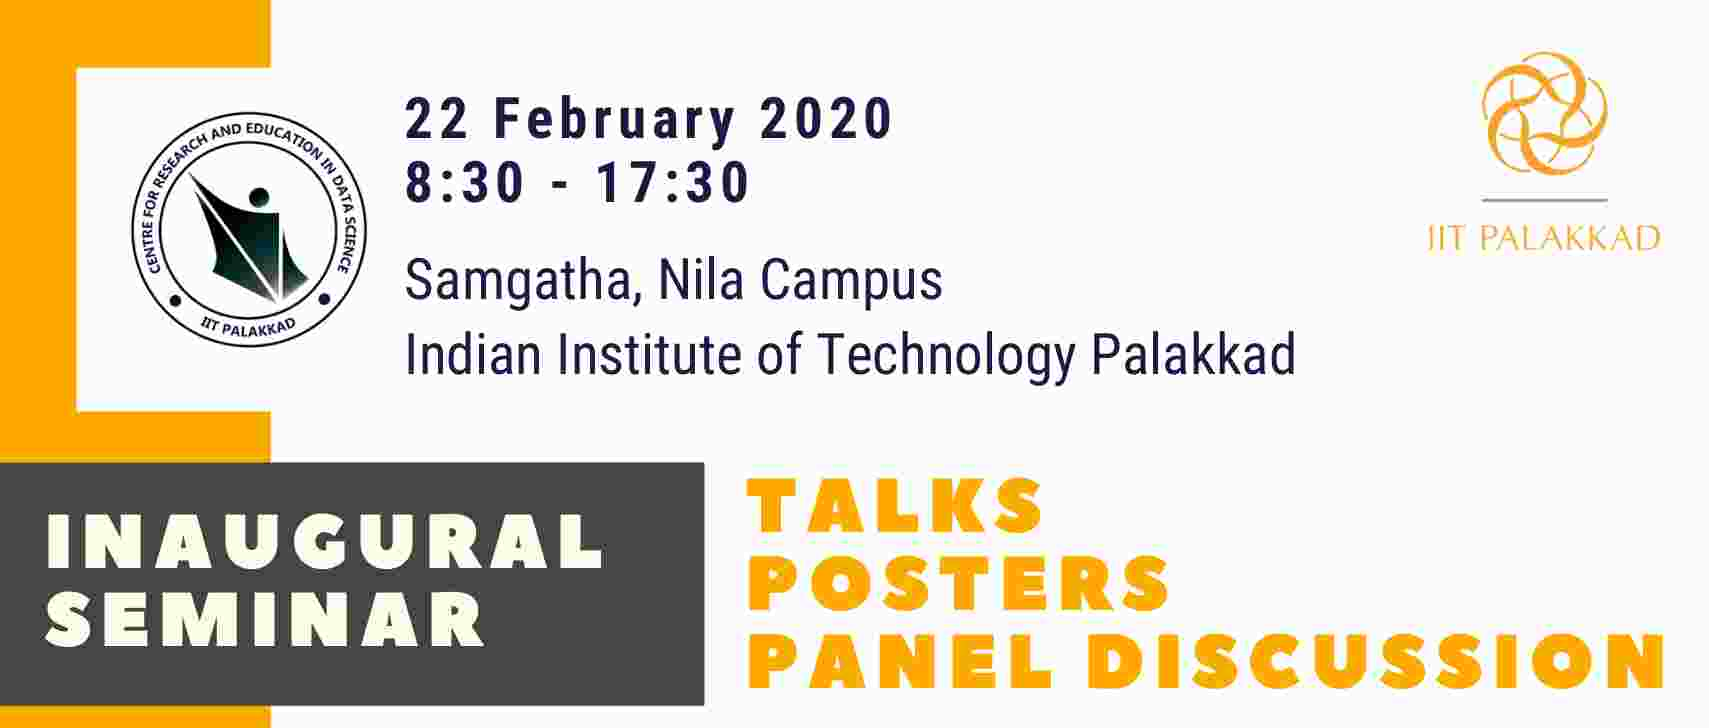 CENTRE FOR RESEARCH AND EDUCATION IN DATA SCIENCE
IIT PALAKKAD
22 February 2020
8:30 - 17:30
Samgatha, Nila Campus
Indian Institute of Technology Palakkad
IIT PALAKKAD
INAUGURAL
SEMINAR
TALKS
POSTERS
PANEL DISCUSSION